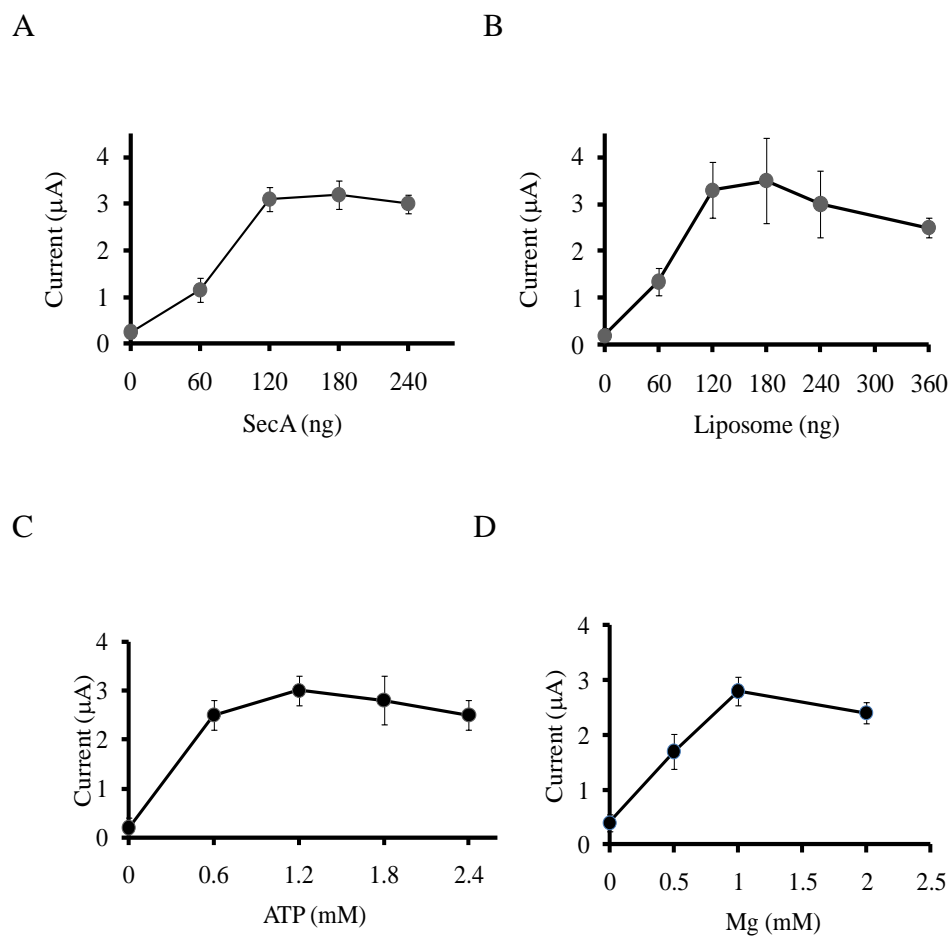 A
Current (µA)
4
3
2
1
0
0 60 120 180 240
SecA (ng)
B
Current (µA)
4
3
2
1
0
0 60 120 180 240 300 360
Liposome (ng)
C
Current (µA)
4
3
2
1
0
0 0.6 1.2 1.8 2.4
ATP (mM)
D
Current (µA)
4
3
2
1
0
0 0.5 1 1.5 2 2.5
Mg (mM)